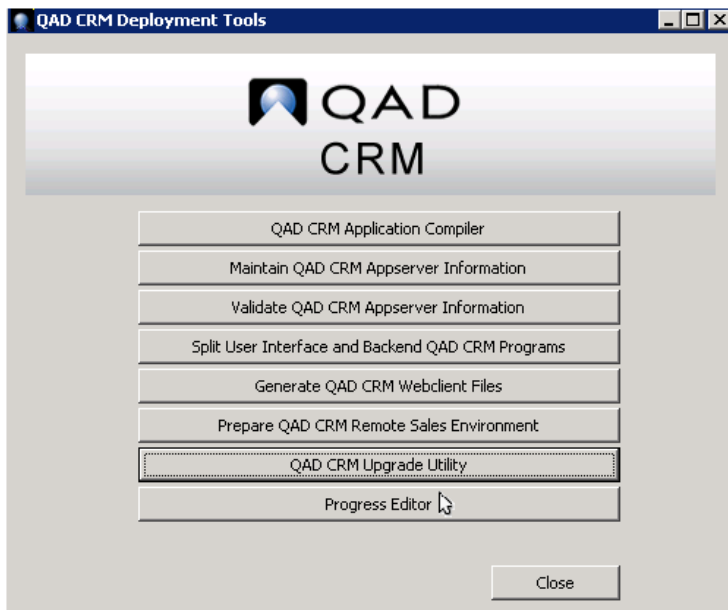 QAD CRM Deployment Tools
QAD
CRM
QAD CRM Application Compiler
Maintain QAD CRM Appserver Information
Validate QAD CRM Appserver Information
Split User Interface and Backend QAD CRM Programs
Generate QAD CRM Webclient Files
Prepare QAD CRM Remote Sales Environment
QAD CRM Upgrade Utility
Progress Editor
Close